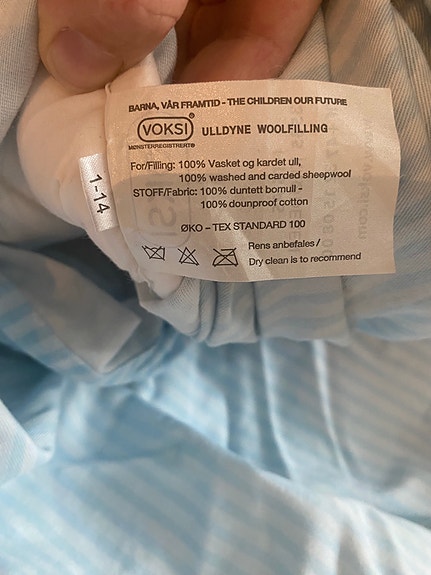 BARNA, VÅR FRAMTID - THE CHILDREN OUR FUTURE
VOKSI ULLDYNE WOOLFILLING
MØNSTERREGISTRERT®
For/Filling: 100% Vasket og kardet ull,
100% washed and carded sheepwool
STOFF/Fabric: 100% duntett bomull -
100% dounproof cotton
ØKO - TEX STANDARD 100
Rens anbefales /
Dry clean is to recommend
1-14